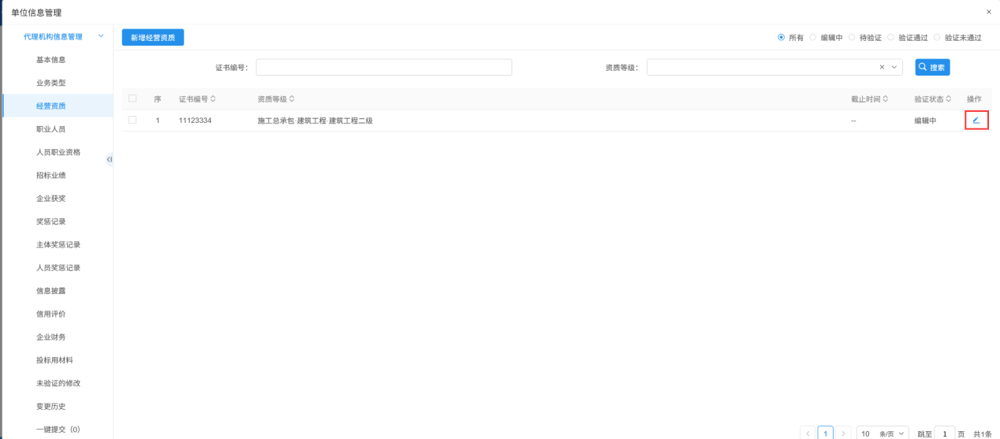 单位信息管理
代理机构信息管理
新增经营资质
所有 编辑中 待验证 验证通过 验证未通过
基本信息
证书编号:
资质等级:
搜索
业务类型
经营资质
序 证书编号 资质等级 截止时间 验证状态 操作
1 11123334 施工总承包·建筑工程·建筑工程二级 -- 编辑中
职业人员
人员职业资格
招标业绩
企业获奖
奖惩记录
主体奖惩记录
人员奖惩记录
信息披露
信用评价
企业财务
投标用材料
未验证的修改
变更历史
一键提交（0）
1 10 条/页 跳至 1 页 共1条